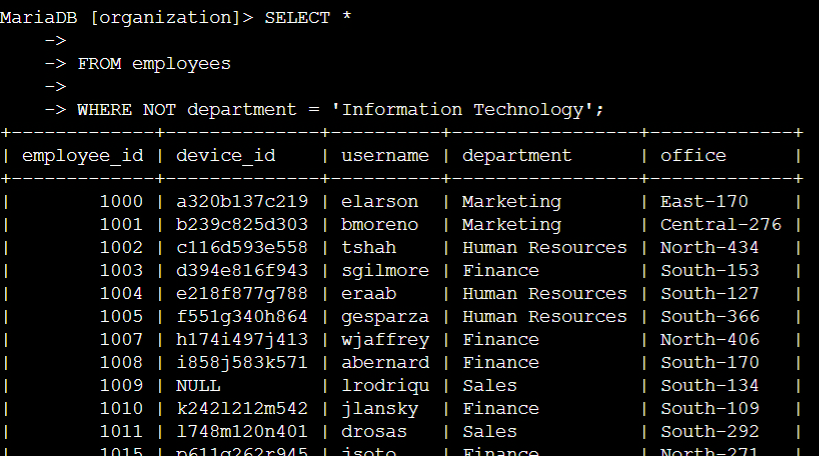 MariaDB [organization]> SELECT *
->
-> FROM employees
->
-> WHERE NOT department = 'Information Technology';
+-------------+--------------+----------+-----------------+-------------+
| employee_id | device_id    | username | department      | office      |
+-------------+--------------+----------+-----------------+-------------+
|        1000 | a320b137c219 | elarson  | Marketing       | East-170    |
|        1001 | b239c825d303 | bmoreno  | Marketing       | Central-276 |
|        1002 | c116d593e558 | tshah    | Human Resources | North-434   |
|        1003 | d394e816f943 | sgilmore | Finance         | South-153   |
|        1004 | e218f877g788 | eraab    | Human Resources | South-127   |
|        1005 | f551g340h864 | gesparza | Human Resources | South-366   |
|        1007 | h174i497j413 | wjaffrey | Finance         | North-406   |
|        1008 | i858j583k571 | abernard | Finance         | South-170   |
|        1009 | NULL         | lrodriqu | Sales           | South-134   |
|        1010 | k242l212m542 | jlansky  | Finance         | South-109   |
|        1011 | l748m120n401 | drosas   | Sales           | South-292   |
|        1015 | p611q262r945 | jsoto    | Finance         | North-271   |